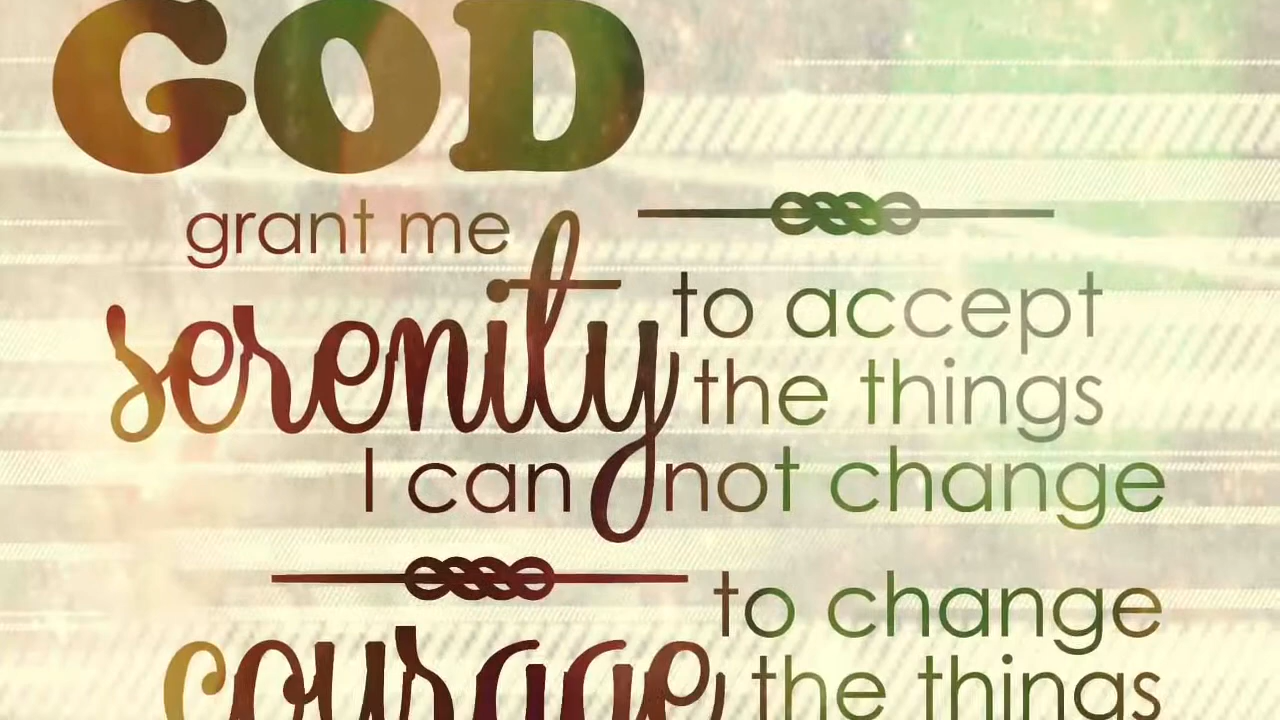 GOD
grant me
serenity to accept
the things
I can not change
to change
courage the things